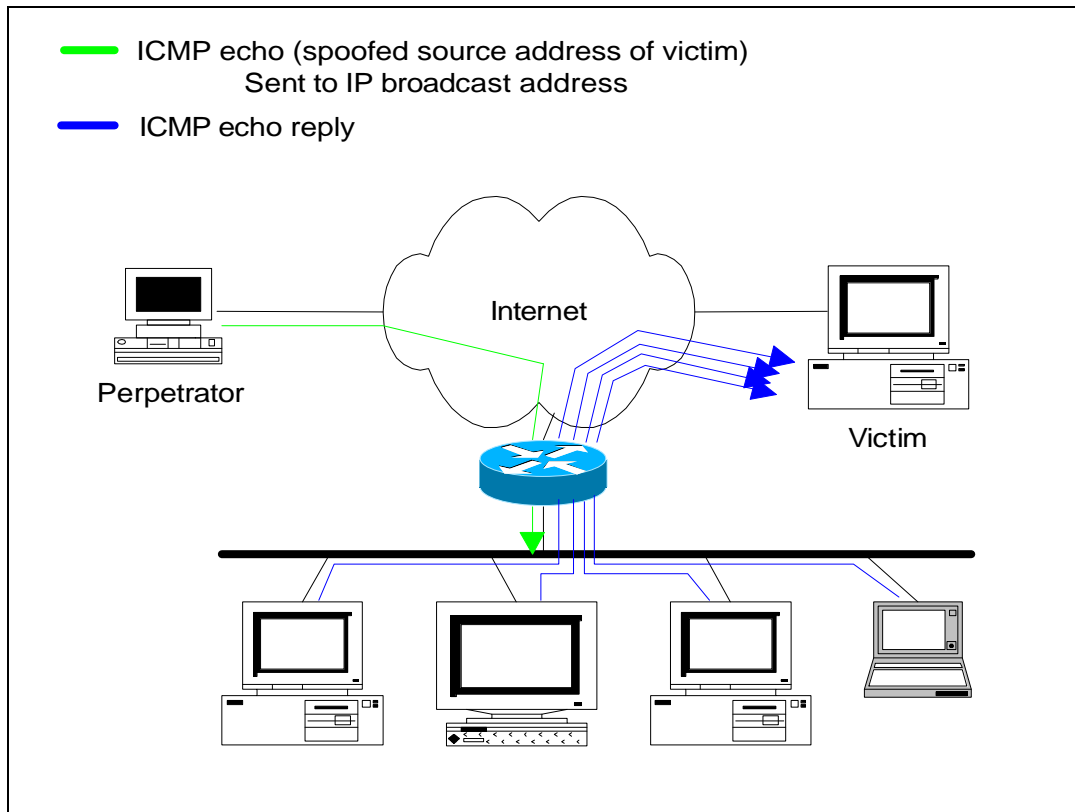 ICMP echo (spoofed source address of victim)
Sent to IP broadcast address
ICMP echo reply
Internet
Perpetrator
Victim